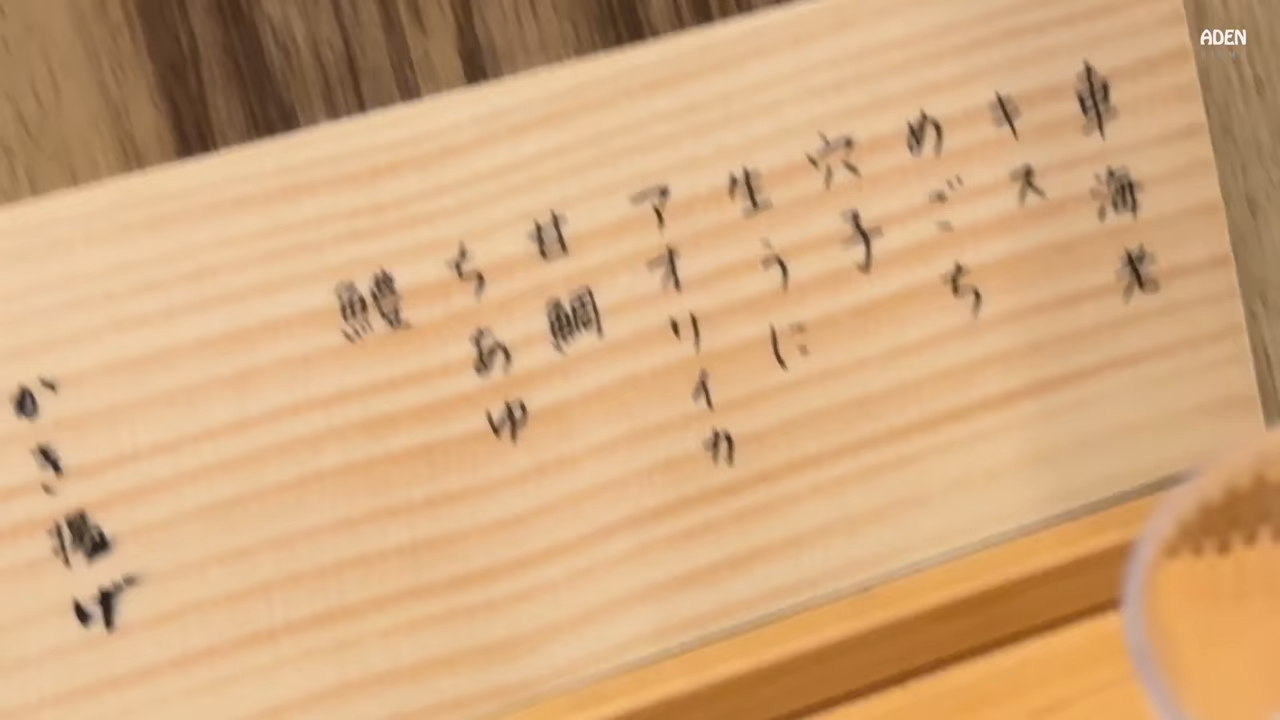 車海老
キス
めごち
穴子
生うに
アオリイカ
甘鯛
ちあゆ
鱧
かき揚げ
ADEN